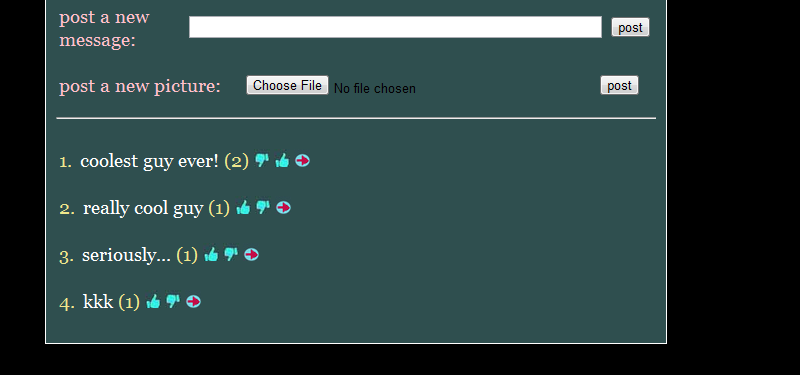 post a new
message:
post
post a new picture: Choose File No file chosen post
1. coolest guy ever! (2)
2. really cool guy (1)
3. seriously... (1)
4. kkk (1)